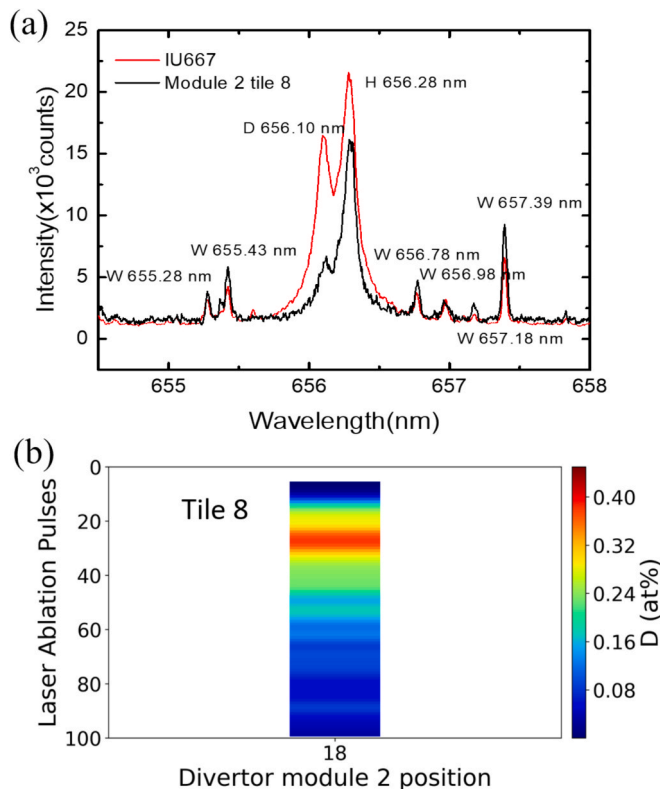 (a)
25
20
15
10
5
0
Intensity(x10³counts)
IU667
Module 2 tile 8
H 656.28 nm
D 656.10 nm
W 657.39 nm
W 655.43 nm
W 656.78 nm
W 655.28 nm
W 656.98 nm
W 657.18 nm
655 656 657 658
Wavelength(nm)
(b)
0
20
40
60
80
100
Laser Ablation Pulses
Tile 8
18
Divertor module 2 position
0.40
0.32
0.24
0.16
0.08
D (at%)